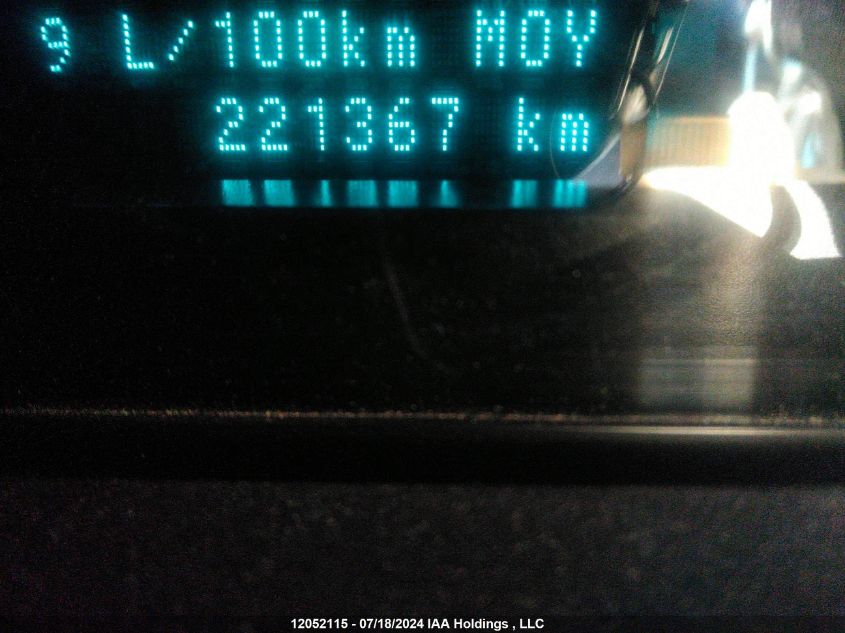 9 L/100km MOY
221367 km
12052115 - 07/18/2024 IAA Holdings , LLC